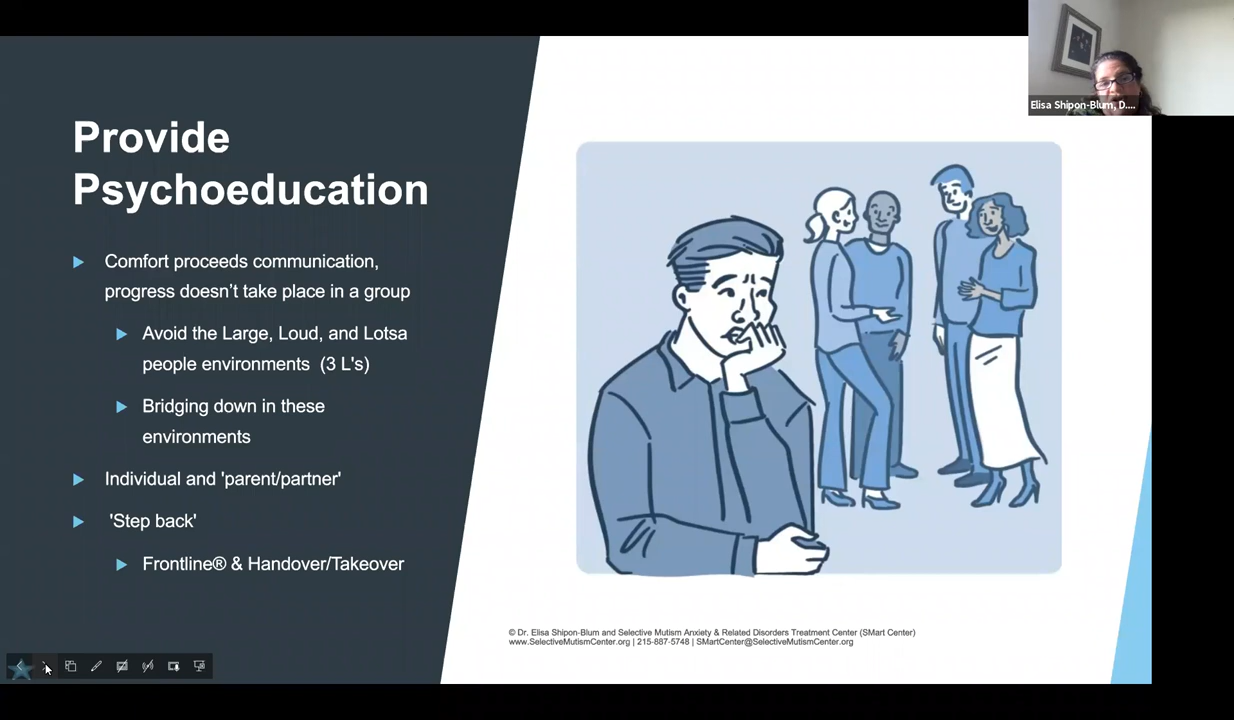 Elisa Shipon-Blum, D....
Provide
Psychoeducation
Comfort proceeds communication,
progress doesn't take place in a group
Avoid the Large, Loud, and Lotsa
people environments (3 L's)
Bridging down in these
environments
Individual and 'parent/partner'
'Step back'
Frontline® & Handover/Takeover
© Dr. Elisa Shipon-Blum and Selective Mutism Anxiety & Related Disorders Treatment Center (SMart Center)
www.SelectiveMutismCenter.org | 215-887-5748 | SMartCenter@SelectiveMutismCenter.org